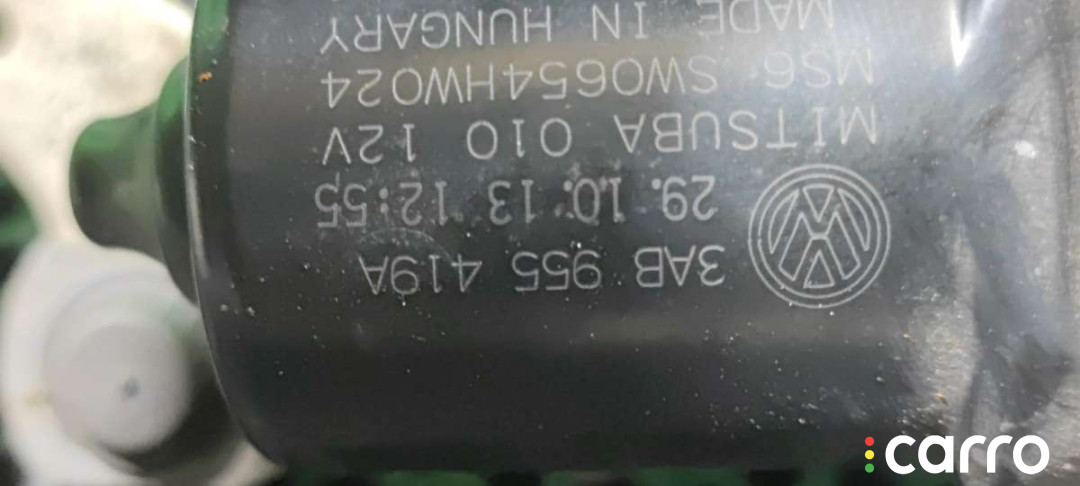 3AB 955 419A
29.10.13 12:55
MITSUBA 010 12V
MS6 SW0654HW024
MADE IN HUNGARY
carro